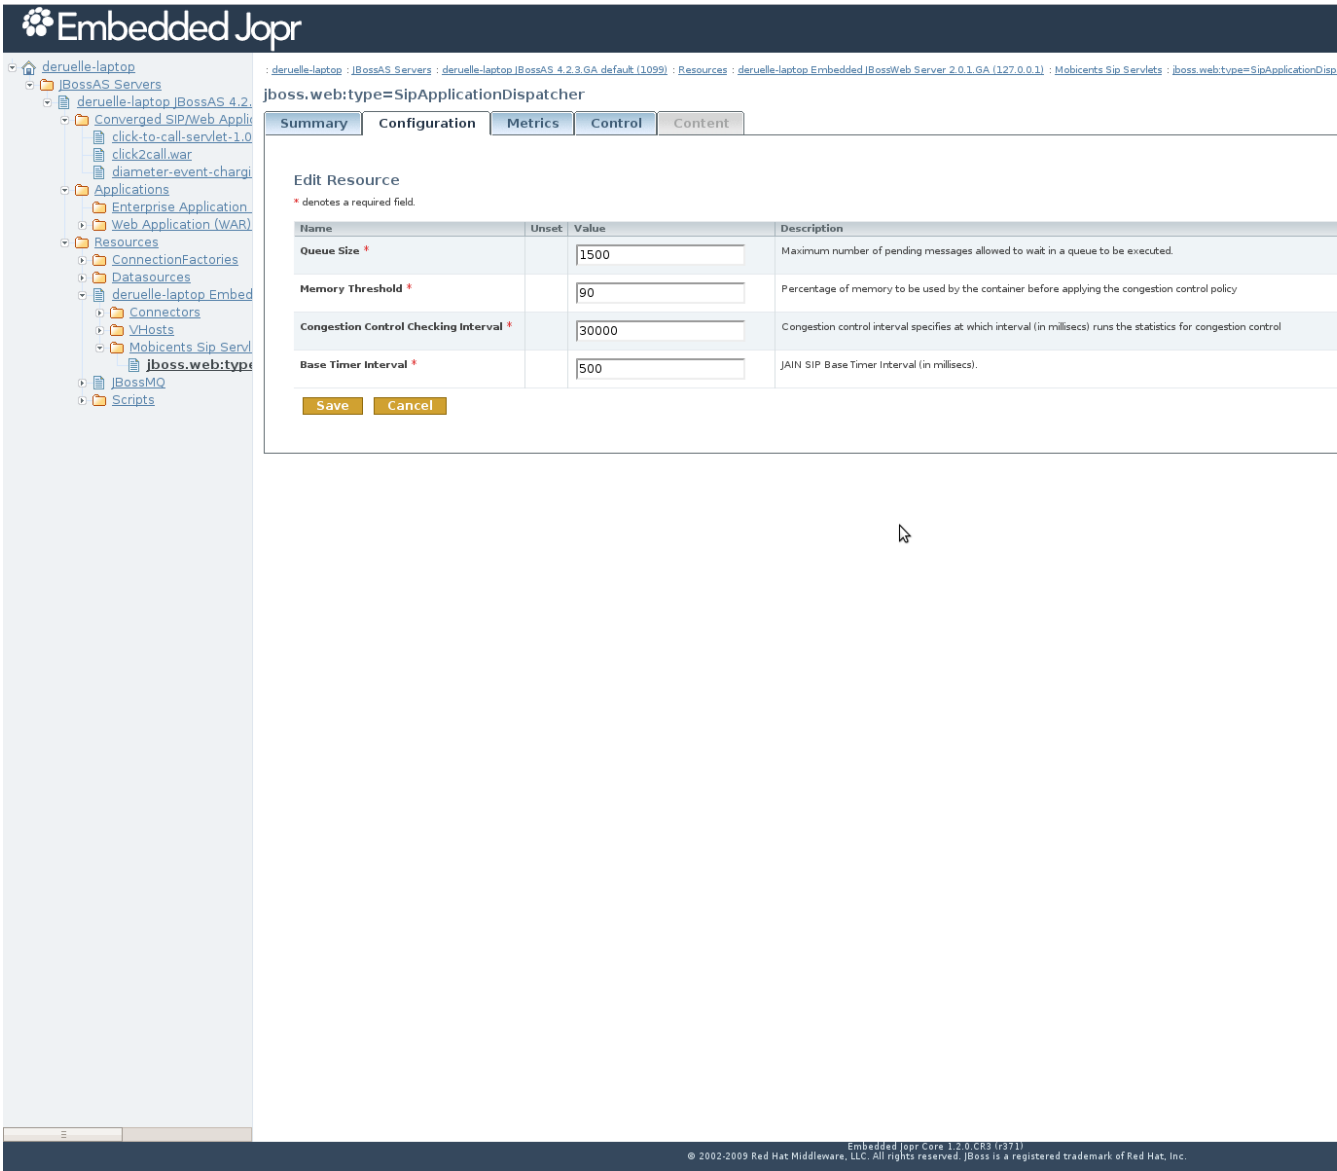 Embedded Jopr
deruelle-laptop
JBossAS Servers
deruelle-laptop JBossAS 4.2.
Converged SIP/Web Applic
click-to-call-servlet-1.0
click2call.war
diameter-event-chargi
Applications
Enterprise Application
Web Application (WAR)
Resources
ConnectionFactories
Datasources
deruelle-laptop Embed
Connectors
VHosts
Mobicents Sip Servl
jboss.web:type
JBossMQ
Scripts
: deruelle-laptop : JBossAS Servers : deruelle-laptop JBossAS 4.2.3.GA default (1099) : Resources : deruelle-laptop Embedded JBossWeb Server 2.0.1.GA (127.0.0.1) : Mobicents Sip Servlets : jboss.web:type=SipApplicationDisp
jboss.web:type=SipApplicationDispatcher
Summary Configuration Metrics Control Content
Edit Resource
* denotes a required field.
Name Unset Value Description
Queue Size * 1500 Maximum number of pending messages allowed to wait in a queue to be executed.
Memory Threshold * 90 Percentage of memory to be used by the container before applying the congestion control policy
Congestion Control Checking Interval * 30000 Congestion control interval specifies at which interval (in millisecs) runs the statistics for congestion control
Base Timer Interval * 500 JAIN SIP Base Timer Interval (in millisecs).
Save Cancel
Embedded Jopr Core 1.2.0.CR3 (r371)
© 2002-2009 Red Hat Middleware, LLC. All rights reserved. JBoss is a registered trademark of Red Hat, Inc.